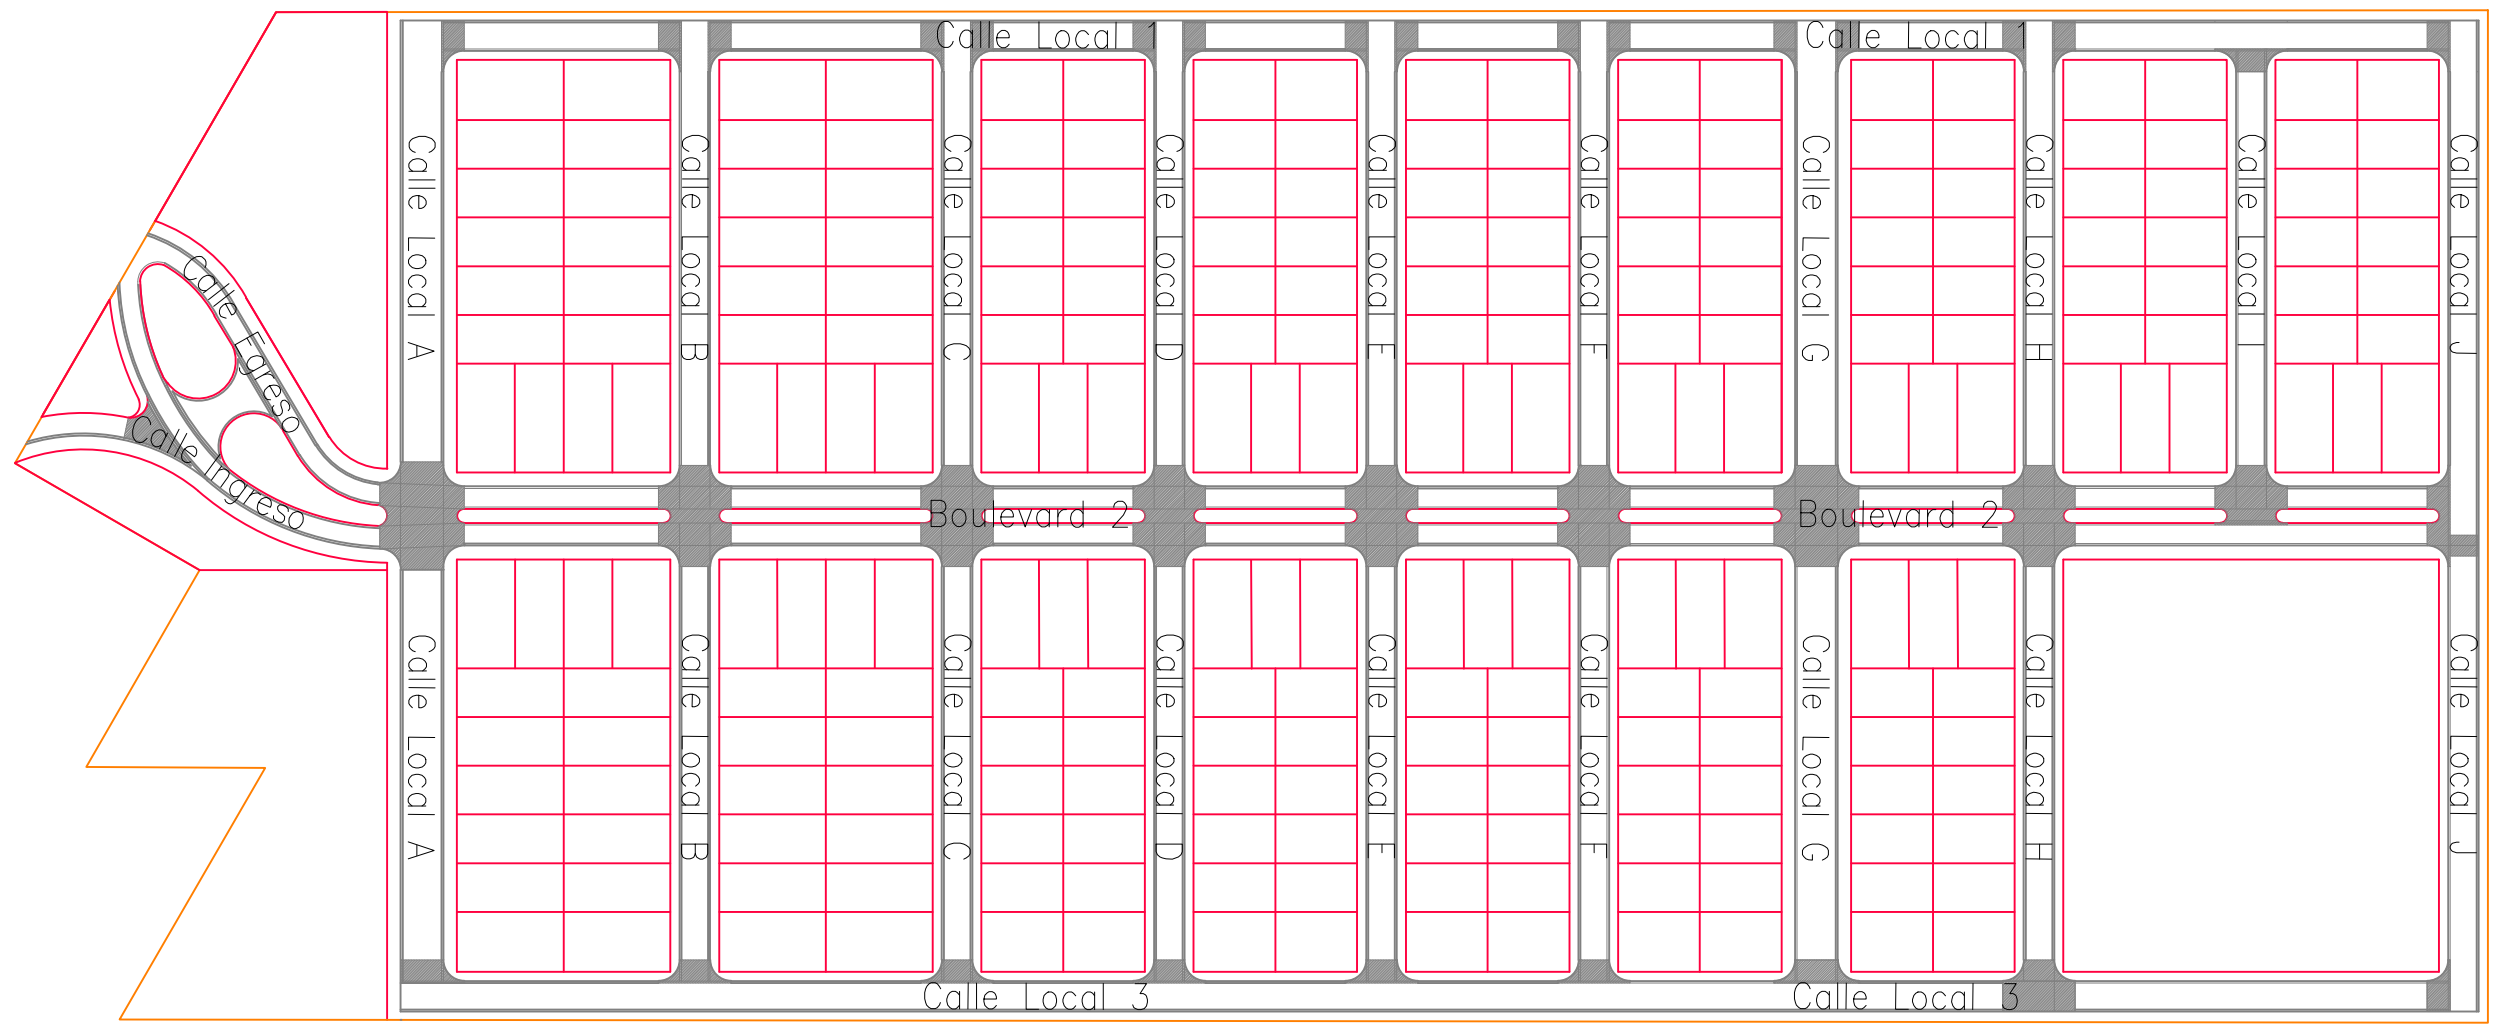 Calle Local 1
Calle Local 1
Calle Local A
Calle Local B
Calle Local C
Calle Local D
Calle Local E
Calle Local F
Calle Local G
Calle Local H
Calle Local I
Calle Local J
Calle Egreso
Calle Ingreso
Boulevard 2
Boulevard 2
Calle Local A
Calle Local B
Calle Local C
Calle Local D
Calle Local E
Calle Local F
Calle Local G
Calle Local H
Calle Local J
Calle Local 3
Calle Local 3